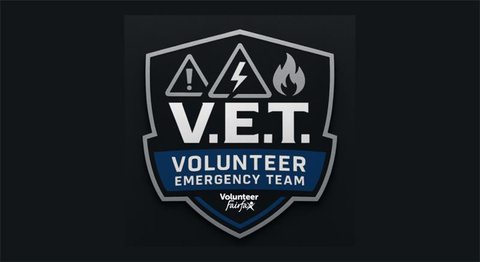 V.E.T.
VOLUNTEER
EMERGENCY TEAM
Volunteer
Fairfax